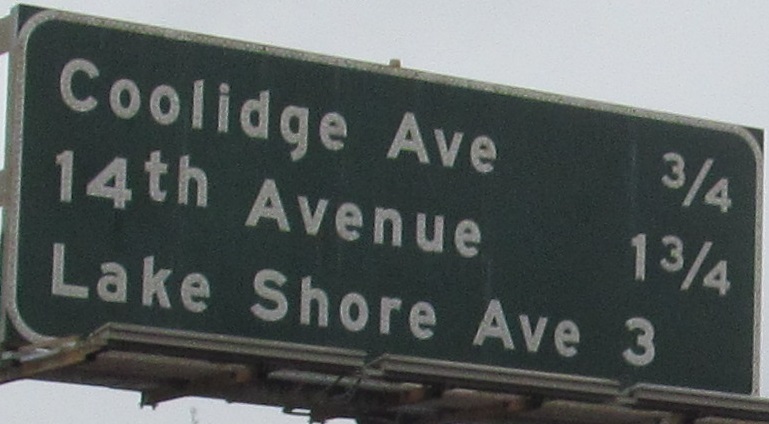 Coolidge Ave 3/4
14th Avenue 1 3/4
Lake Shore Ave 3